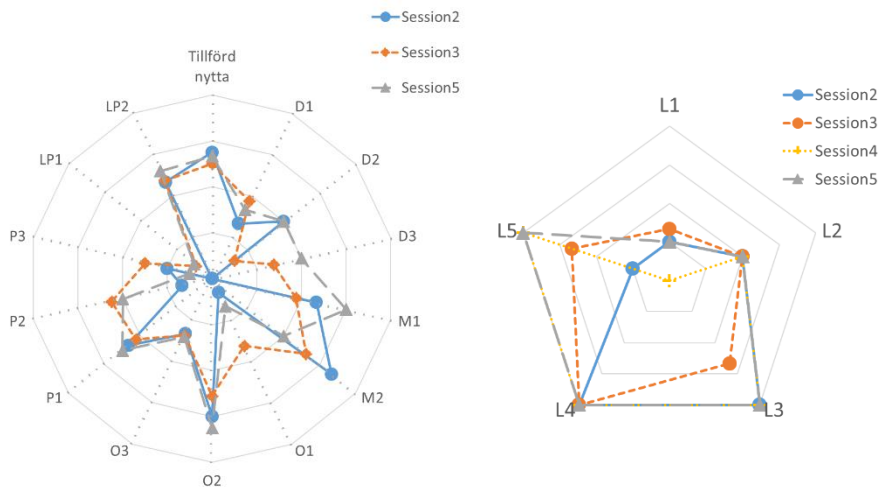 Session2
Session3
Session5
Tillförd
nytta
D1
D2
D3
M1
M2
O1
O2
O3
P1
P2
P3
LP1
LP2
Session2
Session3
Session4
Session5
L1
L2
L3
L4
L5